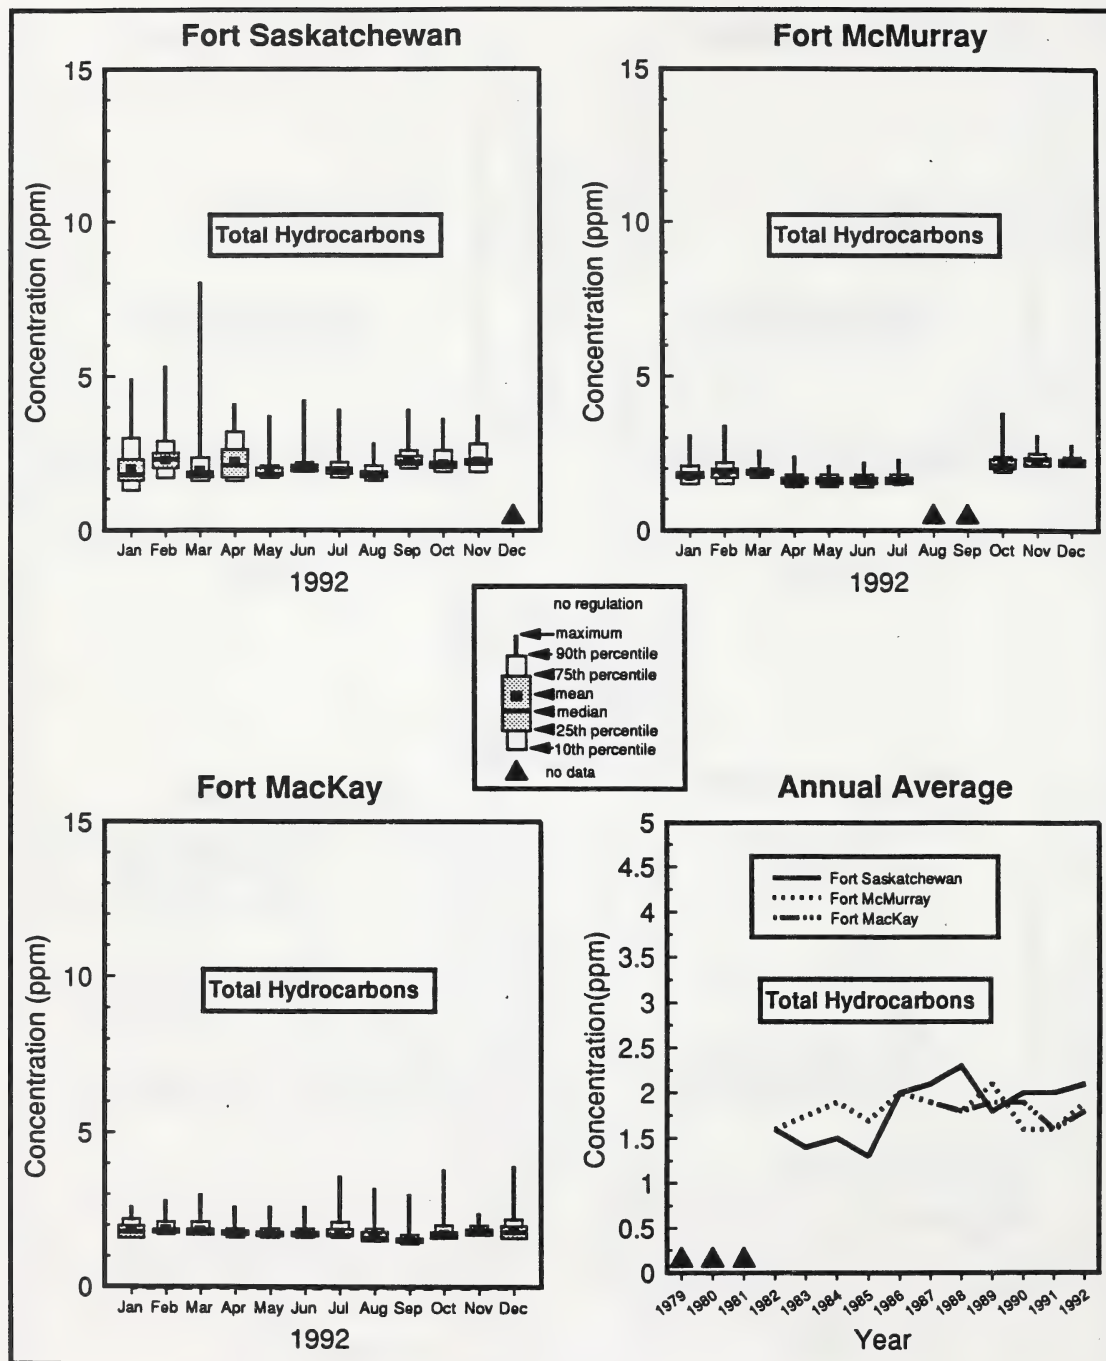 Fort Saskatchewan
Concentration (ppm)
15
10
5
0
Total Hydrocarbons
Jan Feb Mar Apr May Jun Jul Aug Sep Oct Nov Dec
1992
Fort McMurray
Concentration (ppm)
15
10
5
0
Total Hydrocarbons
Jan Feb Mar Apr May Jun Jul Aug Sep Oct Nov Dec
1992
no regulation
maximum
90th percentile
75th percentile
mean
median
25th percentile
10th percentile
no data
Fort MacKay
Concentration (ppm)
15
10
5
0
Total Hydrocarbons
Jan Feb Mar Apr May Jun Jul Aug Sep Oct Nov Dec
1992
Annual Average
Concentration(ppm)
5
4.5
4
3.5
3
2.5
2
1.5
1
0.5
0
Fort Saskatchewan
Fort McMurray
Fort MacKay
Total Hydrocarbons
1979 1980 1981 1982 1983 1984 1985 1986 1987 1988 1989 1990 1991 1992
Year